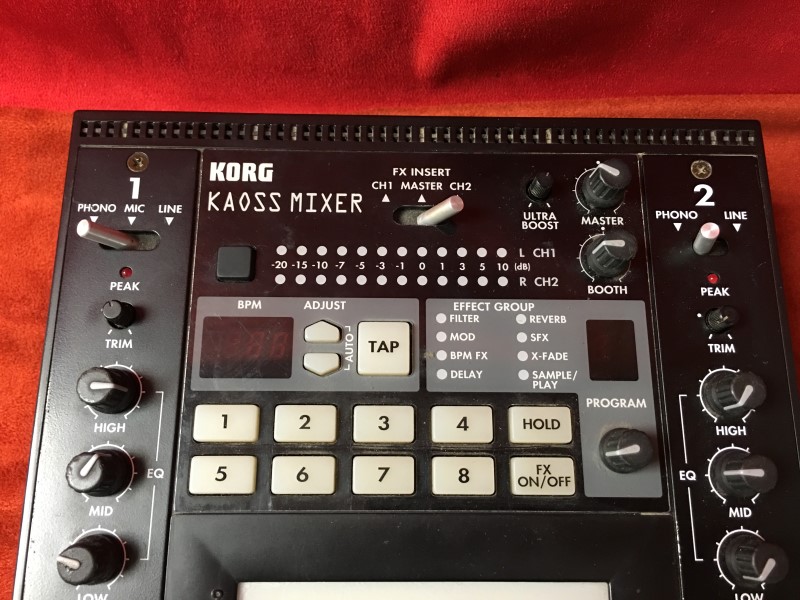 KORG
KAOSS MIXER
FX INSERT
CH1 MASTER CH2
ULTRA
BOOST
MASTER
BOOTH
L CH1
-20 -15 -10 -7 -5 -3 -1 0 1 3 5 10 (dB)
R CH2
1
PHONO MIC LINE
PEAK
TRIM
HIGH
MID
EQ
LOW
BPM
ADJUST
AUTO
TAP
EFFECT GROUP
FILTER
MOD
BPM FX
DELAY
REVERB
SFX
X-FADE
SAMPLE/
PLAY
PROGRAM
1 2 3 4 HOLD
5 6 7 8 FX
ON/OFF
2
PHONO LINE
PEAK
TRIM
HIGH
EQ
MID
LOW